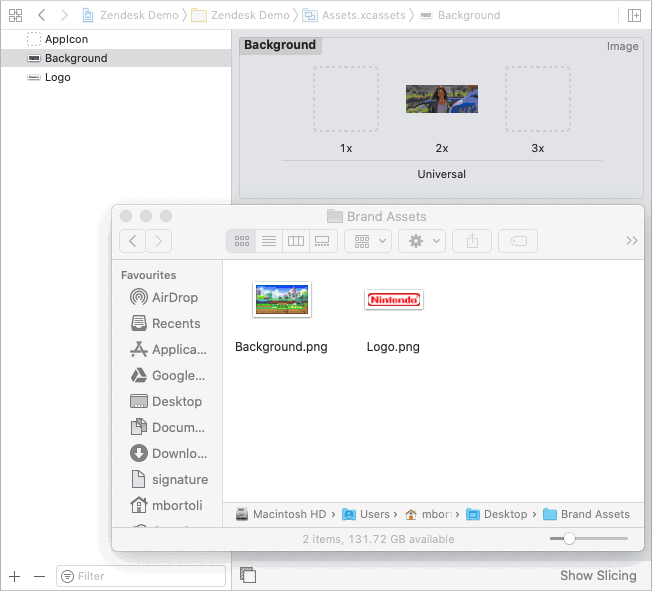 Zendesk Demo Zendesk Demo Assets.xcassets Background
AppIcon
Background
Logo
Background
Image
1x 2x 3x
Universal
Brand Assets
Favourites
AirDrop
Recents
Applica...
Google...
Desktop
Docum...
Downlo...
signature
mbortoli
Nintendo
Background.png Logo.png
Macintosh HD Users mbort Desktop Brand Assets
2 items, 131.72 GB available
Filter
Show Slicing